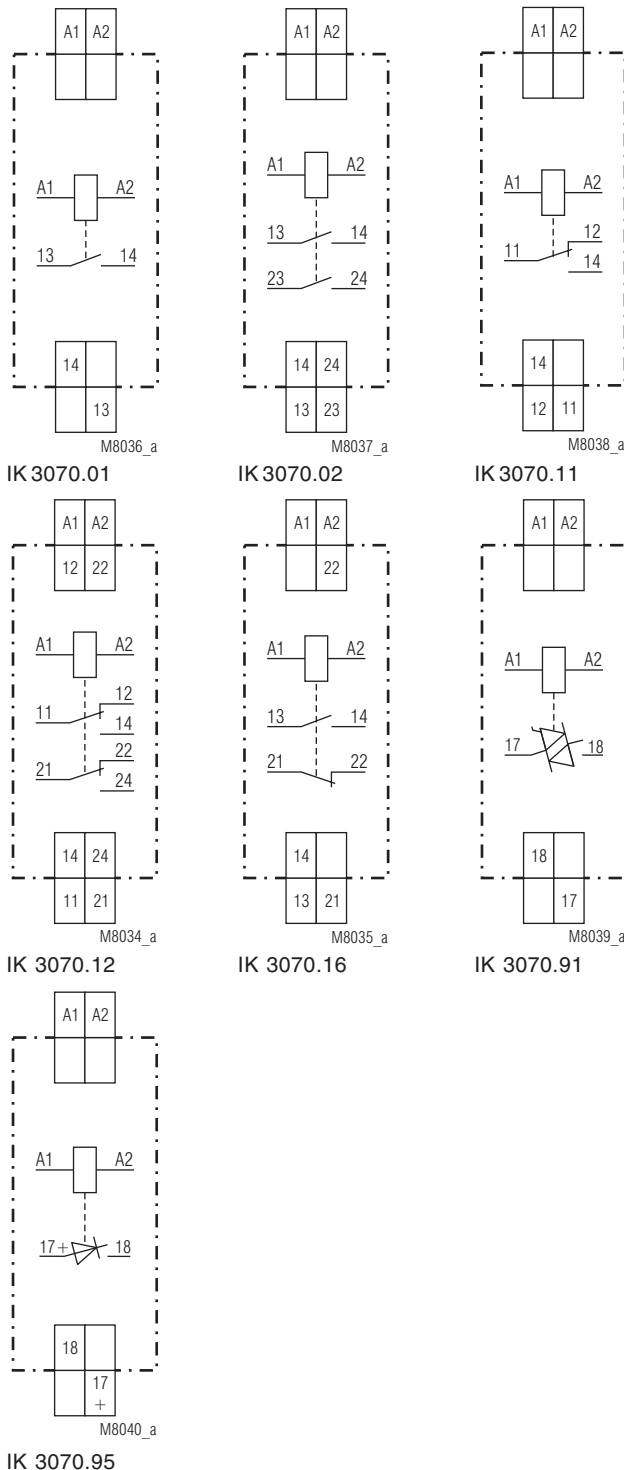 A1 A2
A1 A2
13 14
14
13
M8036_a
IK 3070.01
A1 A2
A1 A2
13 14
23 24
14 24
13 23
M8037_a
IK 3070.02
A1 A2
A1 A2
12
11
14
14
12 11
M8038_a
IK 3070.11
A1 A2
12 22
A1 A2
12
11
14
22
21
24
14 24
11 21
M8034_a
IK 3070.12
A1 A2
22
A1 A2
13 14
21 22
14
13 21
M8035_a
IK 3070.16
A1 A2
A1 A2
17 18
18
17
M8039_a
IK 3070.91
A1 A2
A1 A2
17+ 18
18
17
+
M8040_a
IK 3070.95